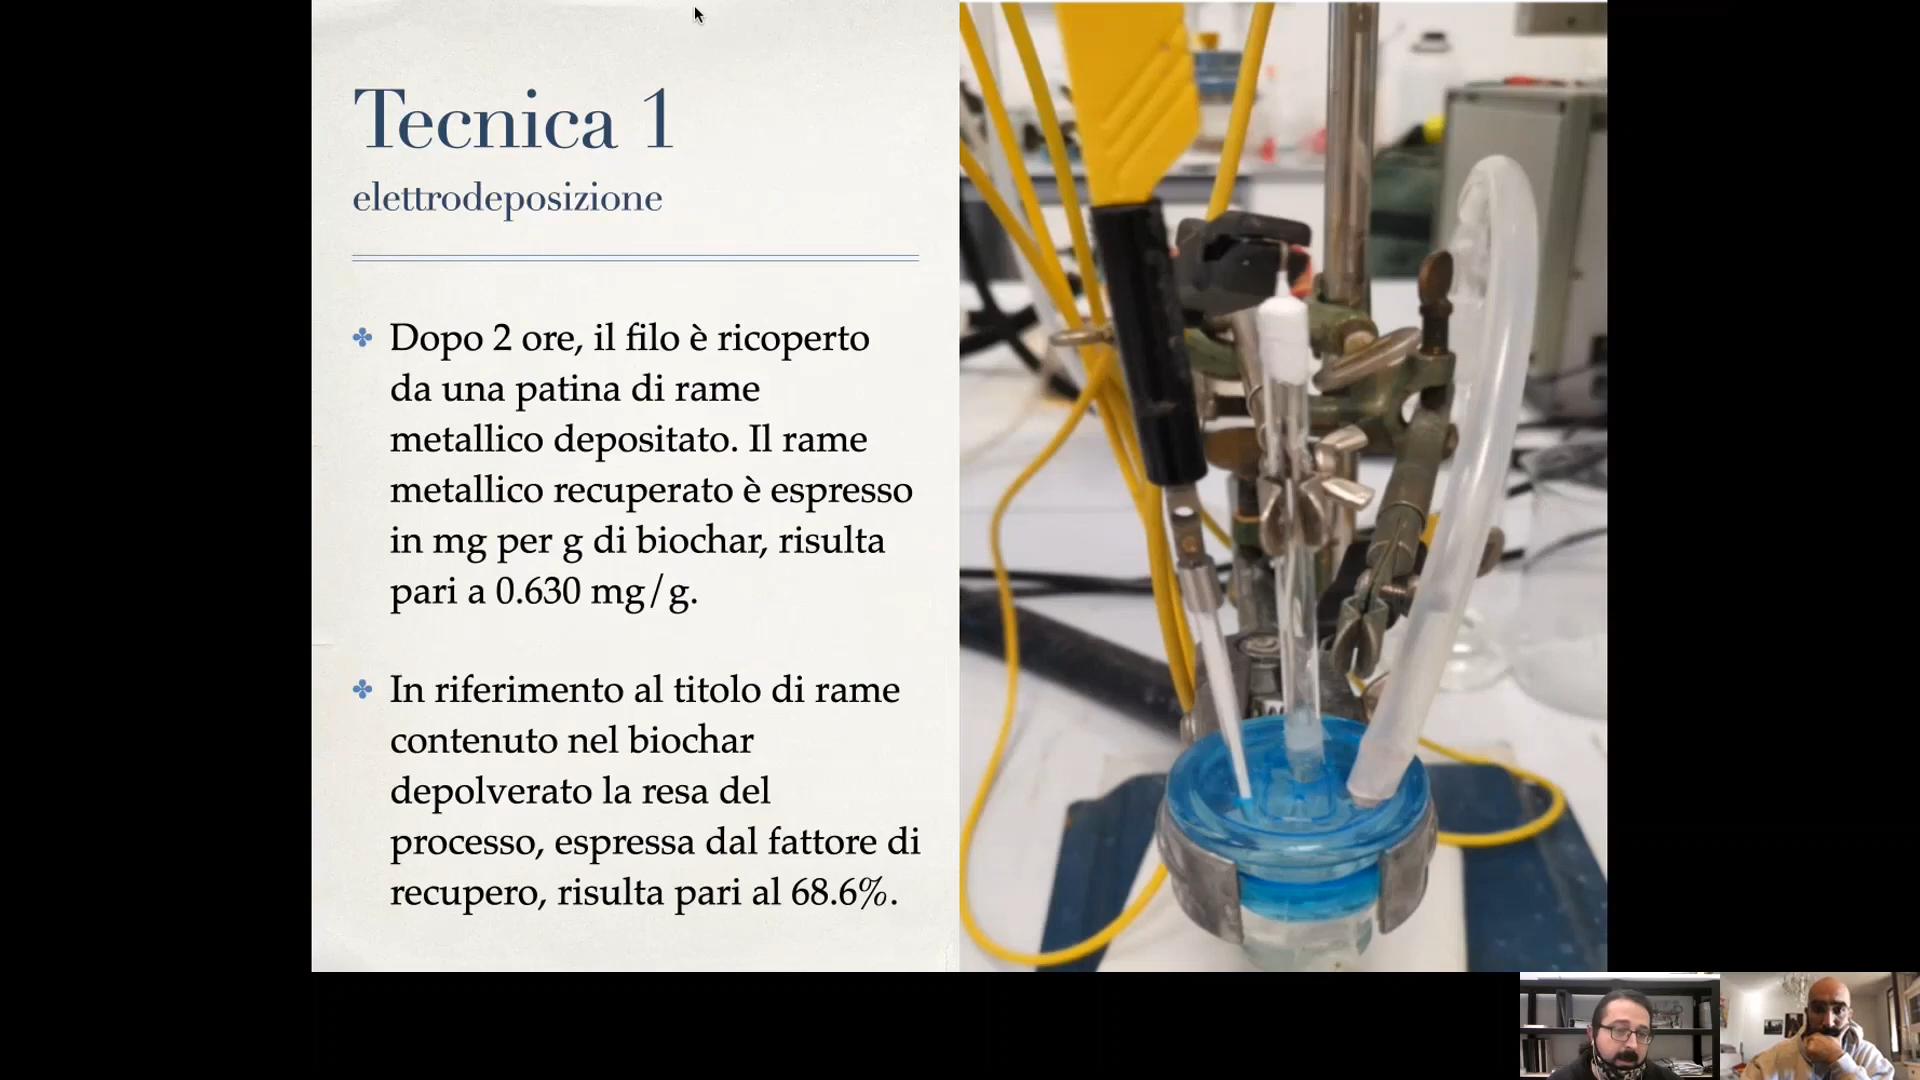 Tecnica 1
elettrodeposizione
Dopo 2 ore, il filo è ricoperto
da una patina di rame
metallico depositato. Il rame
metallico recuperato è espresso
in mg per g di biochar, risulta
pari a 0.630 mg/g.
In riferimento al titolo di rame
contenuto nel biochar
depolverato la resa del
processo, espressa dal fattore di
recupero, risulta pari al 68.6%.